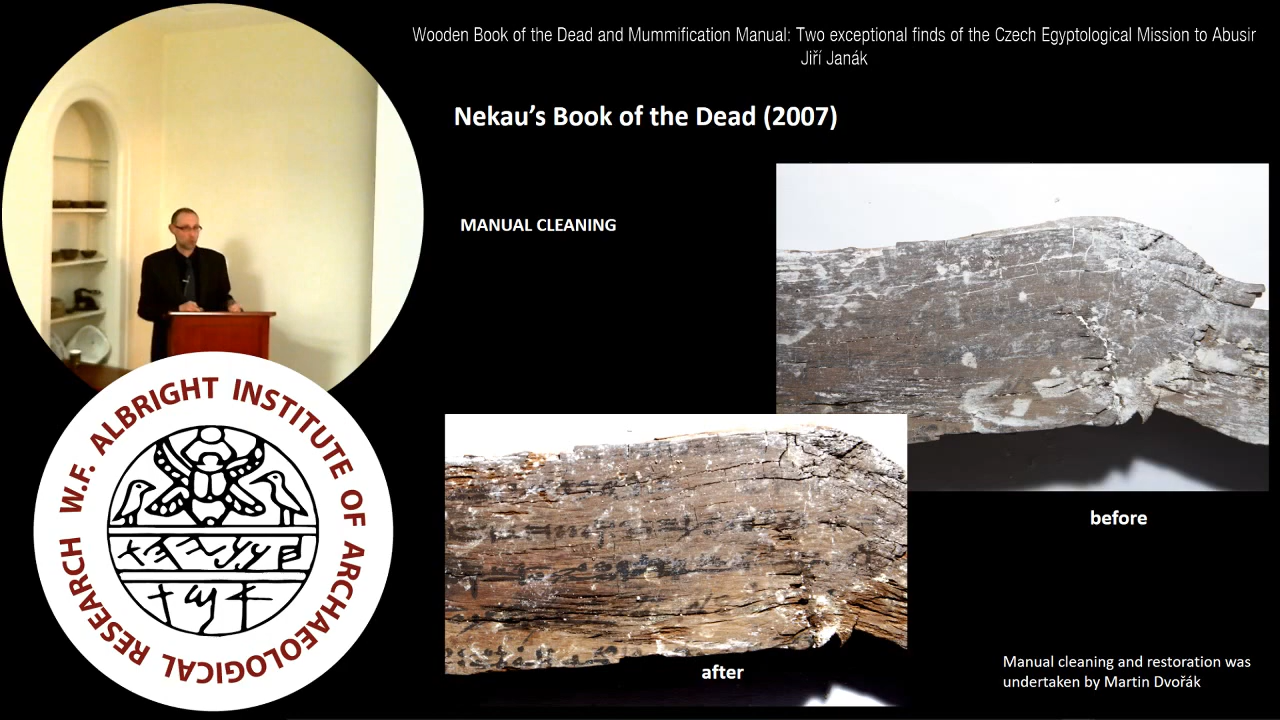 Wooden Book of the Dead and Mummification Manual: Two exceptional finds of the Czech Egyptological Mission to Abusir
Jiří Janák
Nekau’s Book of the Dead (2007)
MANUAL CLEANING
before
after
Manual cleaning and restoration was
undertaken by Martin Dvořák
W.F. ALBRIGHT INSTITUTE OF ARCHAEOLOGICAL RESEARCH